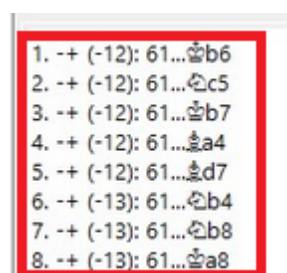 1. -+ (-12): 61...♔b6
2. -+ (-12): 61...♘c5
3. -+ (-12): 61...♔b7
4. -+ (-12): 61...♗a4
5. -+ (-12): 61...♗d7
6. -+ (-13): 61...♘b4
7. -+ (-13): 61...♘b8
8. -+ (-13): 61...♔a8